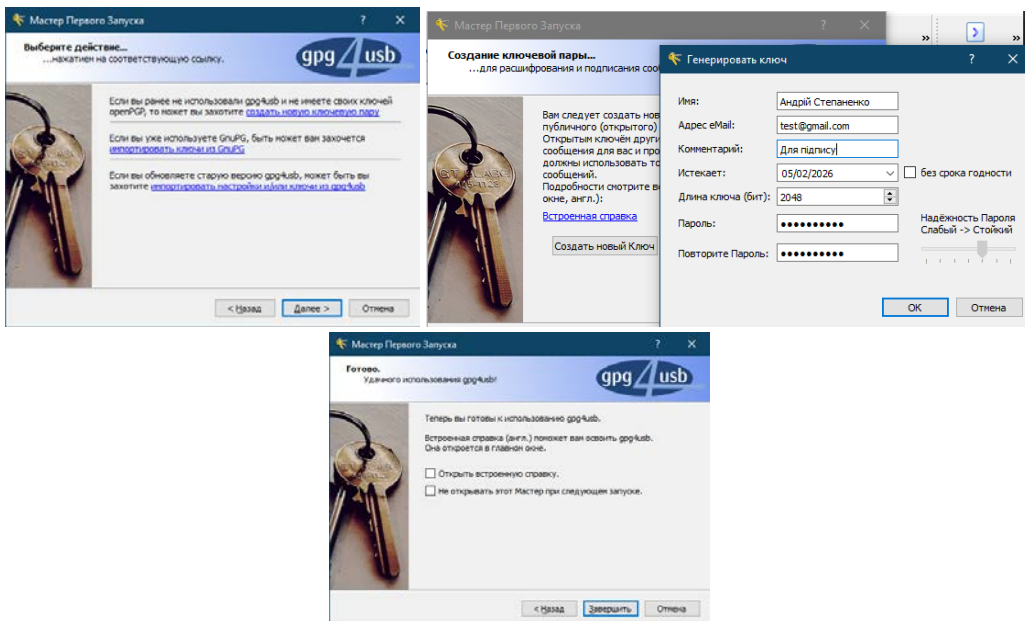 Мастер Первого Запуска
Выберите действие...
...нажатием на соответствующую ссылку.
gpg4usb
Если вы ранее не использовали gpg4usb и не имеете своих ключей
openPGP, то может вы захотите создать новую ключевую пару
Если вы уже используете GnuPG, быть может вам захочется
импортировать ключи из GnuPG
Если вы обновляете старую версию gpg4usb, может быть вы
захотите импортировать настройки и/или ключи из gpg4usb
< Назад
Далее >
Отмена
Мастер Первого Запуска
Создание ключевой пары...
...для расшифрования и подписания соо
Вам следует создать нов
публичного (открытого)
Открытым ключём други
сообщения для вас и про
должны использовать то
сообщений.
Подробности смотрите в
окне, англ.):
Встроенная справка
Создать новый Ключ
Генерировать ключ
Имя:
Андрій Степаненко
Адрес eMail:
test@gmail.com
Комментарий:
Для підпису
Истекает:
05/02/2026
без срока годности
Длина ключа (бит):
2048
Пароль:
●●●●●●●●●●
Надёжность Пароля
Слабый -> Стойкий
Повторите Пароль:
●●●●●●●●●●
OK
Отмена
Мастер Первого Запуска
Готово.
Удачного использования gpg4usb!
gpg4usb
Теперь вы готовы к использованию gpg4usb.
Встроенная справка (англ.) поможет вам освоить gpg4usb.
Она откроется в главном окне.
Открыть встроенную справку.
Не открывать этот Мастер при следующем запуске.
< Назад
Завершить
Отмена